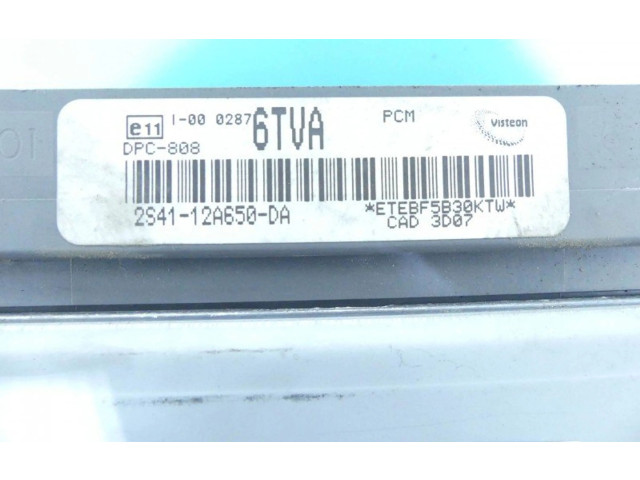 e11 I-00 0287 6TVA PCM Visteon
DPC-808
2S41-12A650-DA *ETEBF5B30KTW*
CAD 3D07